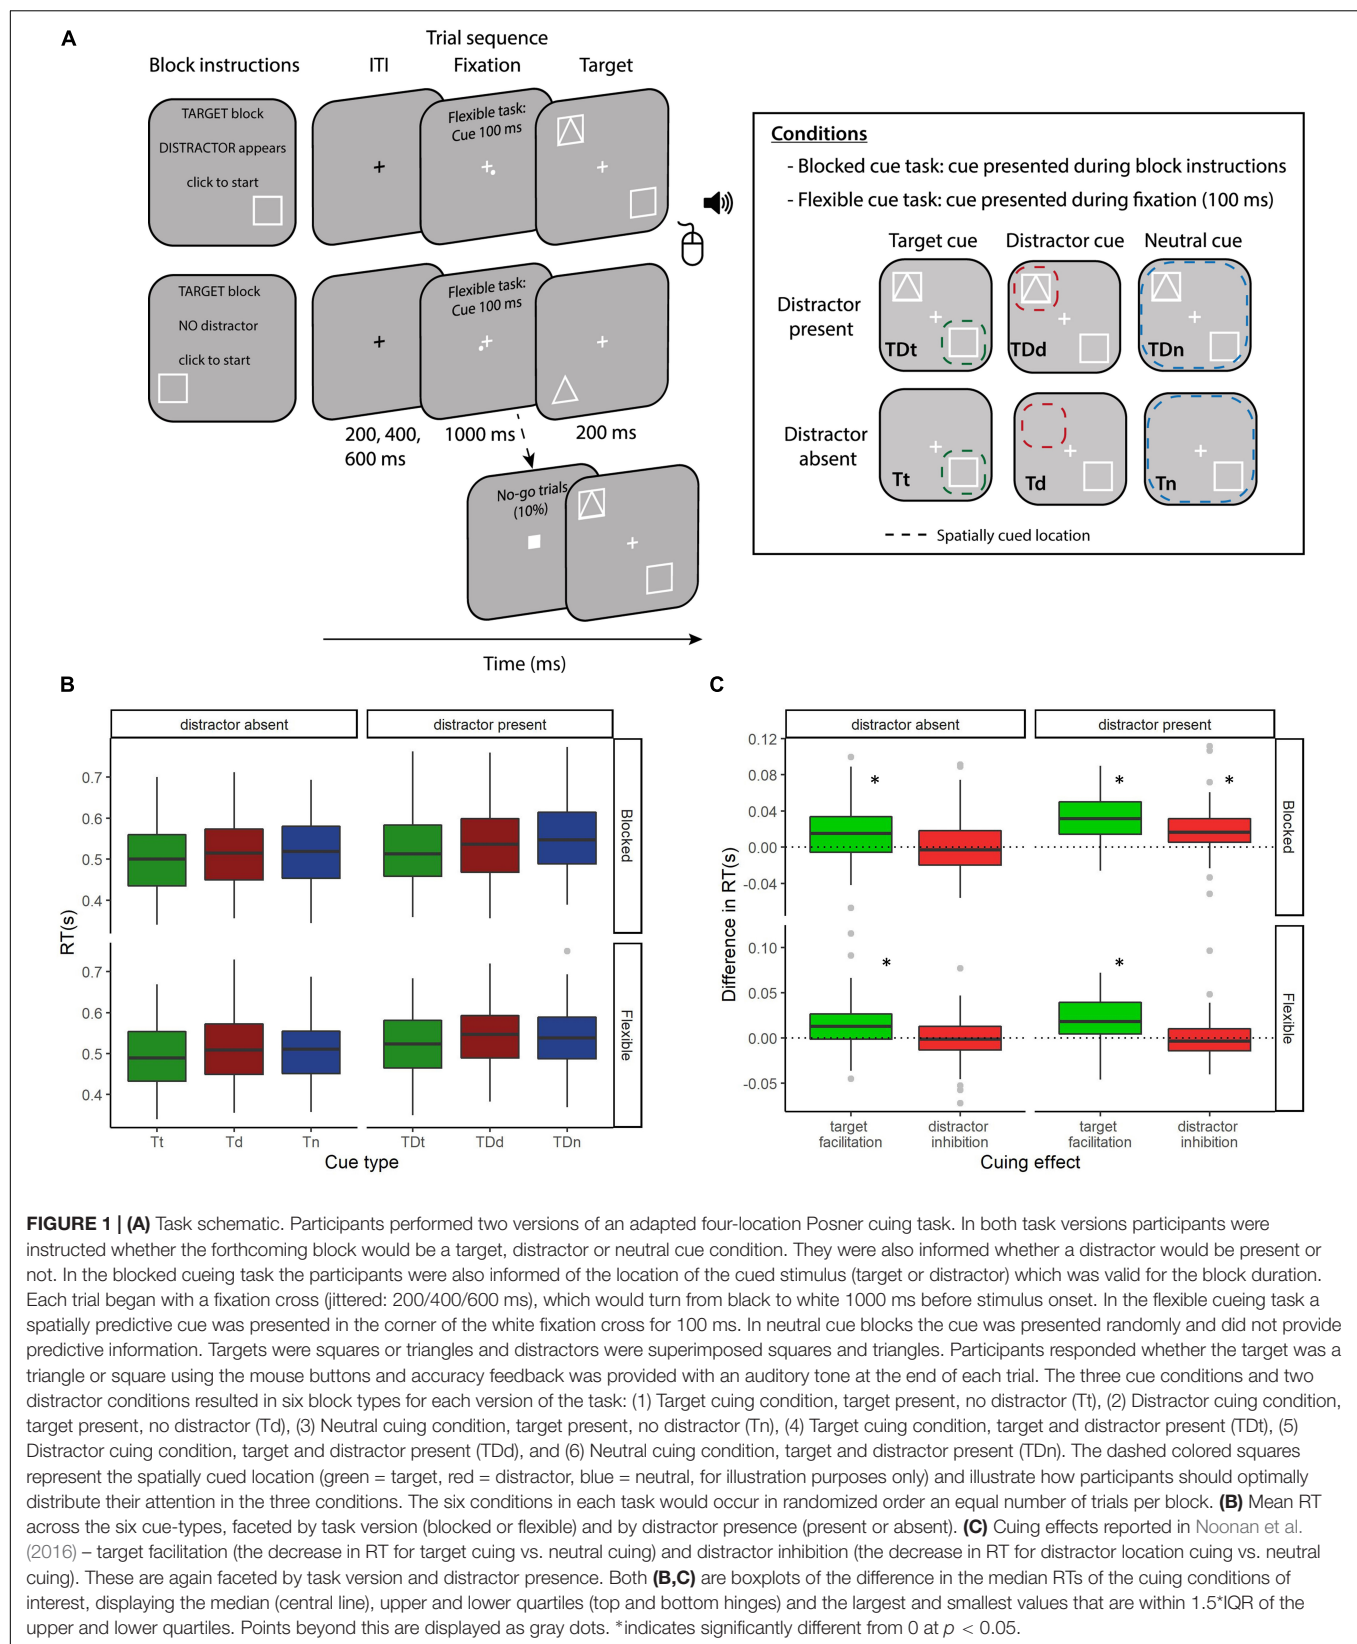 A
Trial sequence
Block instructions
ITI
Fixation
Target
TARGET block
DISTRACTOR appears
click to start
Flexible task:
Cue 100 ms
TARGET block
NO distractor
click to start
Flexible task:
Cue 100 ms
200, 400,
600 ms
1000 ms
200 ms
No-go trials
(10%)
Time (ms)
Conditions
- Blocked cue task: cue presented during block instructions
- Flexible cue task: cue presented during fixation (100 ms)
Target cue
Distractor cue
Neutral cue
Distractor
present
TDt
TDd
TDn
Distractor
absent
Tt
Td
Tn
Spatially cued location
B
distractor absent
distractor present
0.7
0.6
0.5
0.4
Blocked
RT(s)
0.7
0.6
0.5
0.4
Flexible
Tt
Td
Tn
TDt
TDd
TDn
Cue type
C
distractor absent
distractor present
0.12
0.08
0.04
0.00
-0.04
* * *
Blocked
Difference in RT(s)
0.10
0.05
0.00
-0.05
* *
Flexible
target
facilitation
distractor
inhibition
target
facilitation
distractor
inhibition
Cuing effect
FIGURE 1 | (A) Task schematic. Participants performed two versions of an adapted four-location Posner cuing task. In both task versions participants were
instructed whether the forthcoming block would be a target, distractor or neutral cue condition. They were also informed whether a distractor would be present or
not. In the blocked cueing task the participants were also informed of the location of the cued stimulus (target or distractor) which was valid for the block duration.
Each trial began with a fixation cross (jittered: 200/400/600 ms), which would turn from black to white 1000 ms before stimulus onset. In the flexible cueing task a
spatially predictive cue was presented in the corner of the white fixation cross for 100 ms. In neutral cue blocks the cue was presented randomly and did not provide
predictive information. Targets were squares or triangles and distractors were superimposed squares and triangles. Participants responded whether the target was a
triangle or square using the mouse buttons and accuracy feedback was provided with an auditory tone at the end of each trial. The three cue conditions and two
distractor conditions resulted in six block types for each version of the task: (1) Target cuing condition, target present, no distractor (Tt), (2) Distractor cuing condition,
target present, no distractor (Td), (3) Neutral cuing condition, target present, no distractor (Tn), (4) Target cuing condition, target and distractor present (TDt), (5)
Distractor cuing condition, target and distractor present (TDd), and (6) Neutral cuing condition, target and distractor present (TDn). The dashed colored squares
represent the spatially cued location (green = target, red = distractor, blue = neutral, for illustration purposes only) and illustrate how participants should optimally
distribute their attention in the three conditions. The six conditions in each task would occur in randomized order an equal number of trials per block. (B) Mean RT
across the six cue-types, faceted by task version (blocked or flexible) and by distractor presence (present or absent). (C) Cuing effects reported in Noonan et al.
(2016) – target facilitation (the decrease in RT for target cuing vs. neutral cuing) and distractor inhibition (the decrease in RT for distractor location cuing vs. neutral
cuing). These are again faceted by task version and distractor presence. Both (B,C) are boxplots of the difference in the median RTs of the cuing conditions of
interest, displaying the median (central line), upper and lower quartiles (top and bottom hinges) and the largest and smallest values that are within 1.5*IQR of the
upper and lower quartiles. Points beyond this are displayed as gray dots. *indicates significantly different from 0 at p < 0.05.